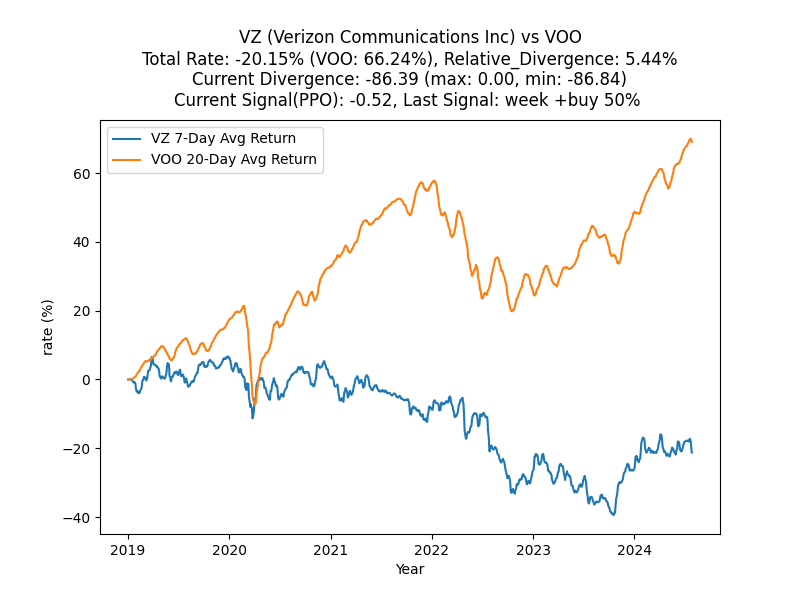 VZ (Verizon Communications Inc) vs VOO
Total Rate: -20.15% (VOO: 66.24%), Relative_Divergence: 5.44%
Current Divergence: -86.39 (max: 0.00, min: -86.84)
Current Signal(PPO): -0.52, Last Signal: week +buy 50%
VZ 7-Day Avg Return
VOO 20-Day Avg Return
rate (%)
60
40
20
0
−20
−40
2019
2020
2021
2022
2023
2024
Year